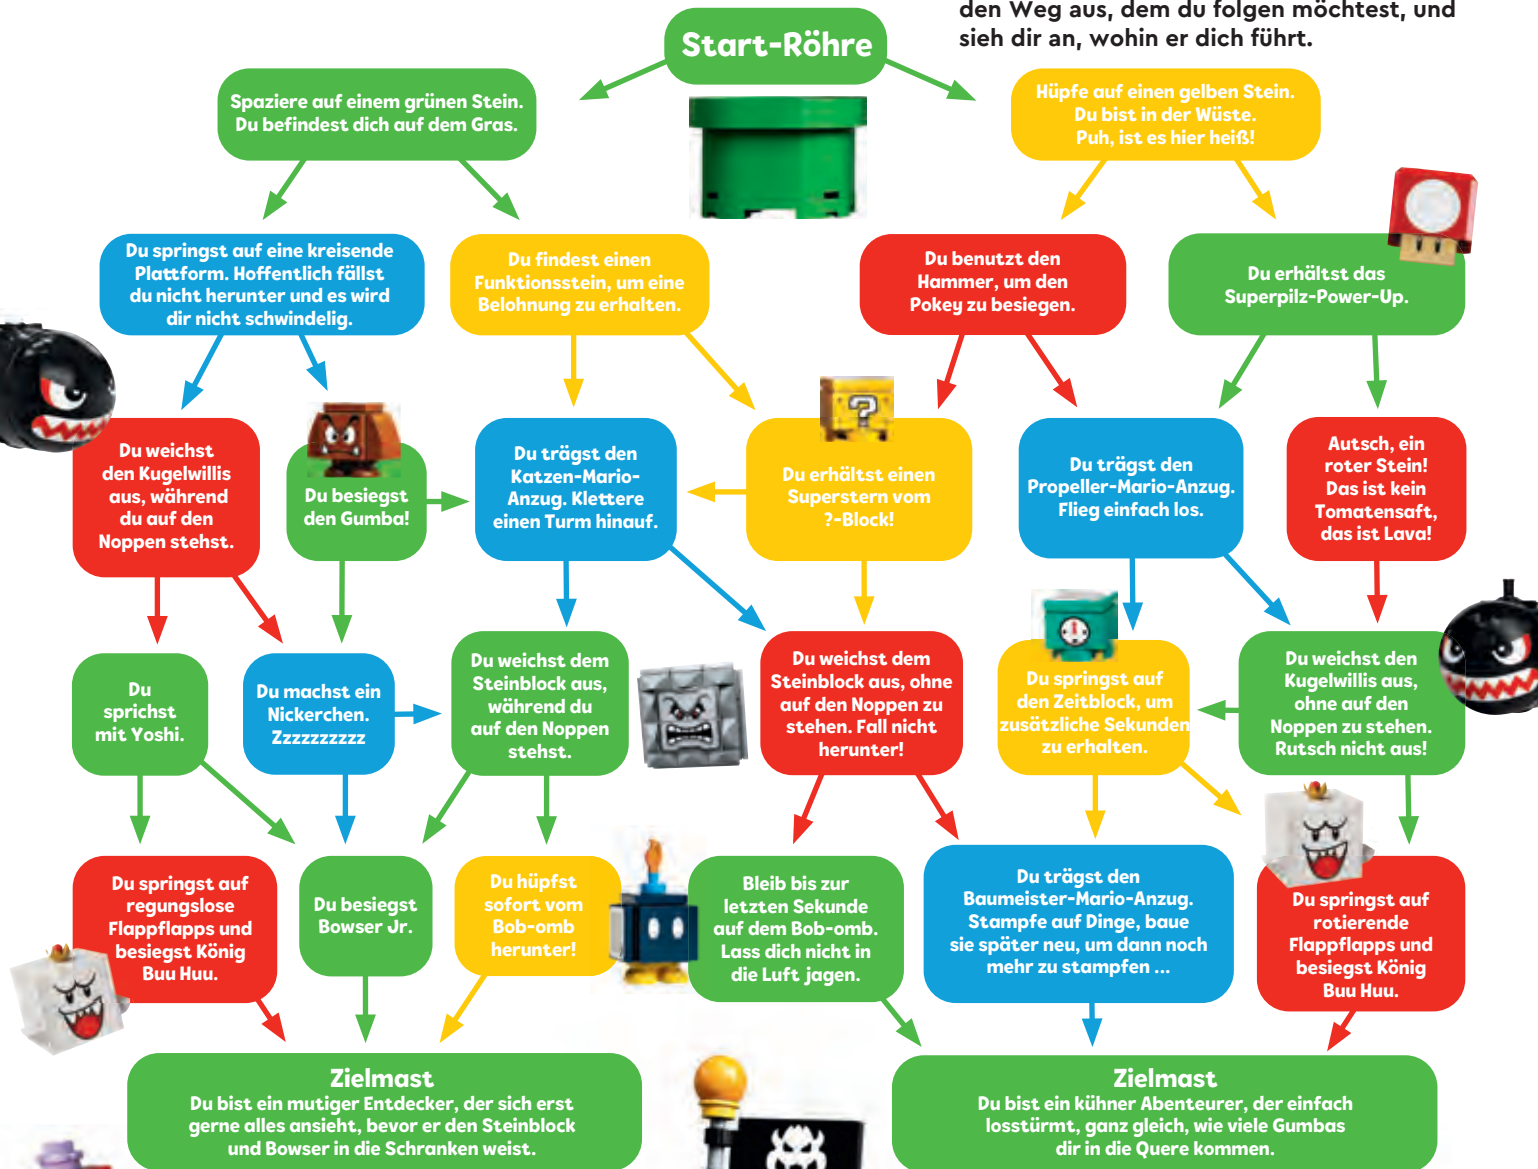 den Weg aus, dem du folgen möchtest, und
sieh dir an, wohin er dich führt.
Start-Röhre
Spaziere auf einem grünen Stein.
Du befindest dich auf dem Gras.
Hüpfe auf einen gelben Stein.
Du bist in der Wüste.
Puh, ist es hier heiß!
Du springst auf eine kreisende
Plattform. Hoffentlich fällst
du nicht herunter und es wird
dir nicht schwindelig.
Du findest einen
Funktionsstein, um eine
Belohnung zu erhalten.
Du benutzt den
Hammer, um den
Pokey zu besiegen.
Du erhältst das
Superpilz-Power-Up.
Du weichst
den Kugelwillis
aus, während
du auf den
Noppen stehst.
Du besiegst
den Gumba!
Du trägst den
Katzen-Mario-
Anzug. Klettere
einen Turm hinauf.
?
Du erhältst einen
Superstern vom
?-Block!
Du trägst den
Propeller-Mario-Anzug.
Flieg einfach los.
Autsch, ein
roter Stein!
Das ist kein
Tomatensaft,
das ist Lava!
Du
sprichst
mit Yoshi.
Du machst ein
Nickerchen.
Zzzzzzzzzz
Du weichst dem
Steinblock aus,
während du
auf den Noppen
stehst.
Du weichst dem
Steinblock aus, ohne
auf den Noppen zu
stehen. Fall nicht
herunter!
Du springst auf
den Zeitblock, um
zusätzliche Sekunden
zu erhalten.
Du weichst den
Kugelwillis aus,
ohne auf den
Noppen zu stehen.
Rutsch nicht aus!
Du springst auf
regungslose
Flappflapps und
besiegst König
Buu Huu.
Du besiegst
Bowser Jr.
Du hüpfst
sofort vom
Bob-omb
herunter!
Bleib bis zur
letzten Sekunde
auf dem Bob-omb.
Lass dich nicht in
die Luft jagen.
Du trägst den
Baumeister-Mario-Anzug.
Stampfe auf Dinge, baue
sie später neu, um dann noch
mehr zu stampfen ...
Du springst auf
rotierende
Flappflapps und
besiegst König
Buu Huu.
Zielmast
Du bist ein mutiger Entdecker, der sich erst
gerne alles ansieht, bevor er den Steinblock
und Bowser in die Schranken weist.
Zielmast
Du bist ein kühner Abenteurer, der einfach
losstürmt, ganz gleich, wie viele Gumbas
dir in die Quere kommen.